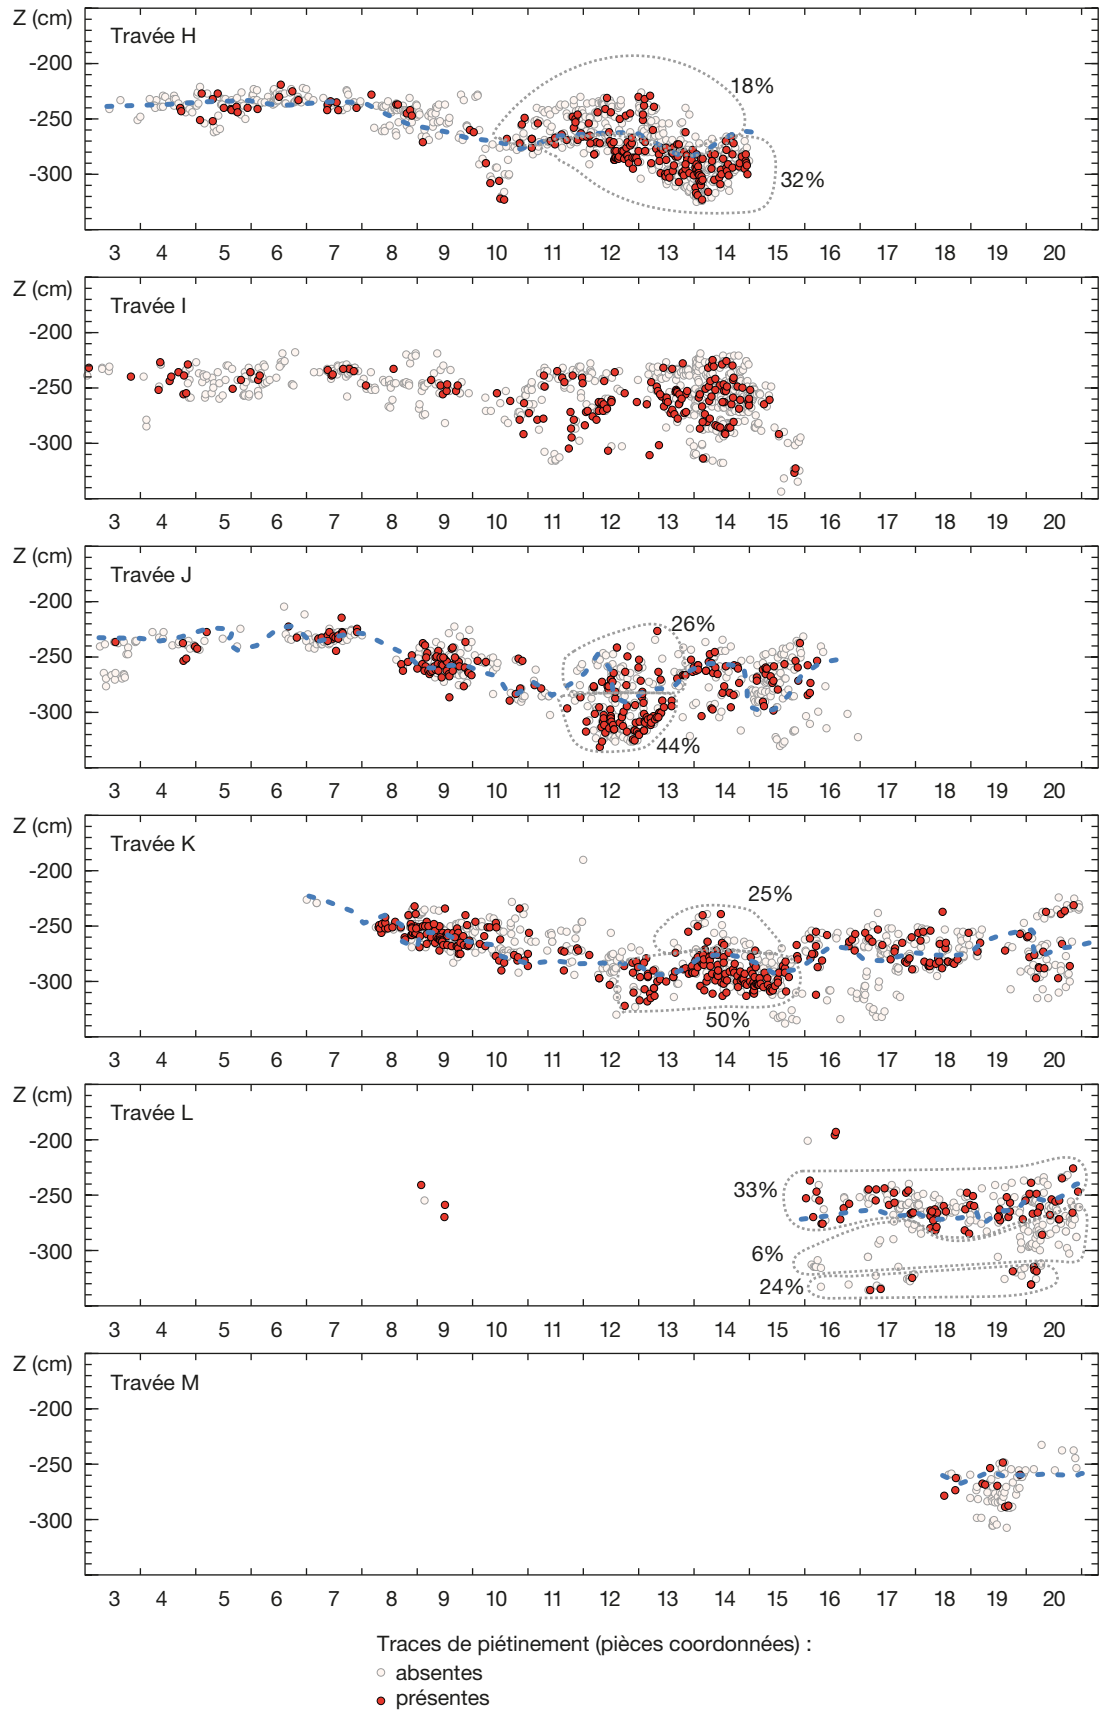 Z (cm)
Travée H
-200
-250
-300
18%
32%
3 4 5 6 7 8 9 10 11 12 13 14 15 16 17 18 19 20
Z (cm)
Travée I
-200
-250
-300
3 4 5 6 7 8 9 10 11 12 13 14 15 16 17 18 19 20
Z (cm)
Travée J
-200
-250
-300
26%
44%
3 4 5 6 7 8 9 10 11 12 13 14 15 16 17 18 19 20
Z (cm)
Travée K
-200
-250
-300
25%
50%
3 4 5 6 7 8 9 10 11 12 13 14 15 16 17 18 19 20
Z (cm)
Travée L
-200
-250
-300
33%
6%
24%
3 4 5 6 7 8 9 10 11 12 13 14 15 16 17 18 19 20
Z (cm)
Travée M
-200
-250
-300
3 4 5 6 7 8 9 10 11 12 13 14 15 16 17 18 19 20
Traces de piétinement (pièces coordonnées) :
absentes
présentes